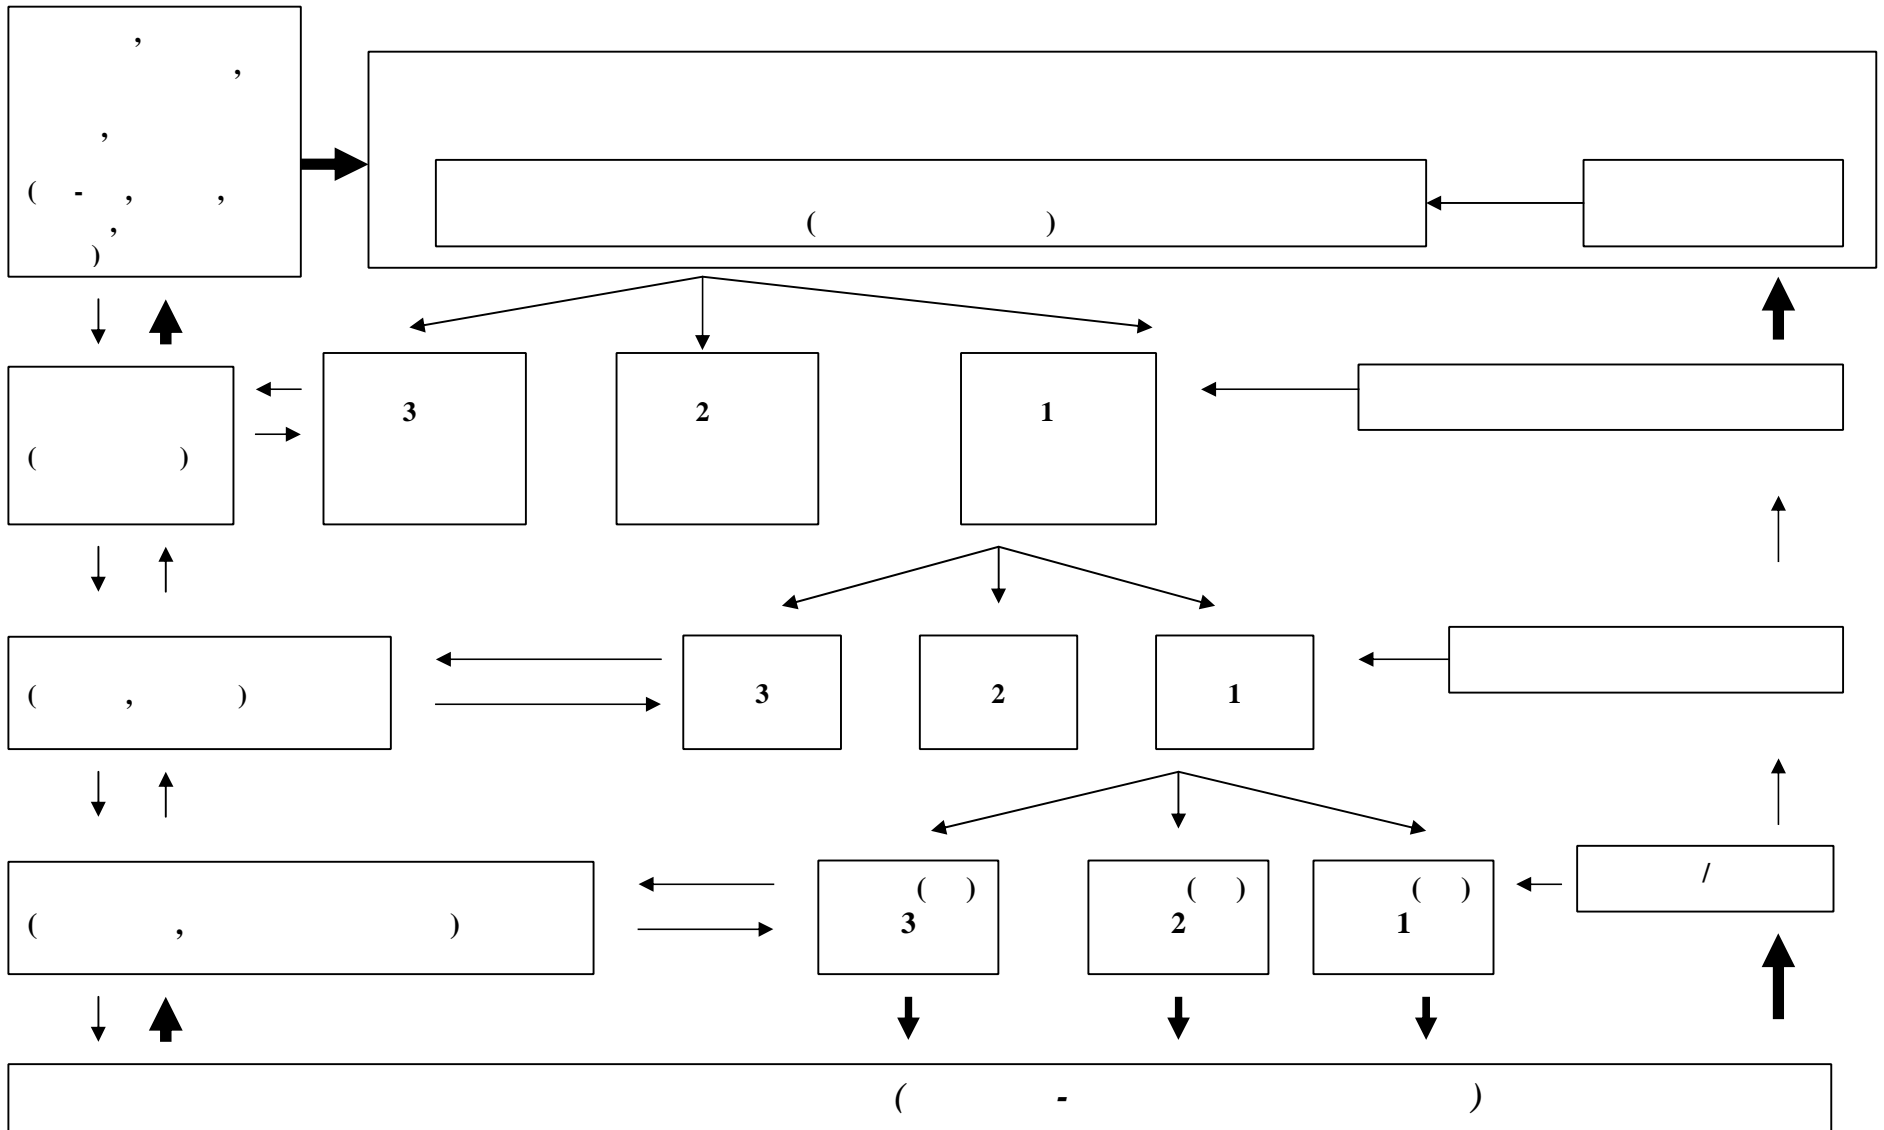 ,
,
,
( - , ,
,
)
( )
3 2 1
( )
3 2 1
( , )
/
( ) ( ) ( )
3 2 1
( , )
( - )